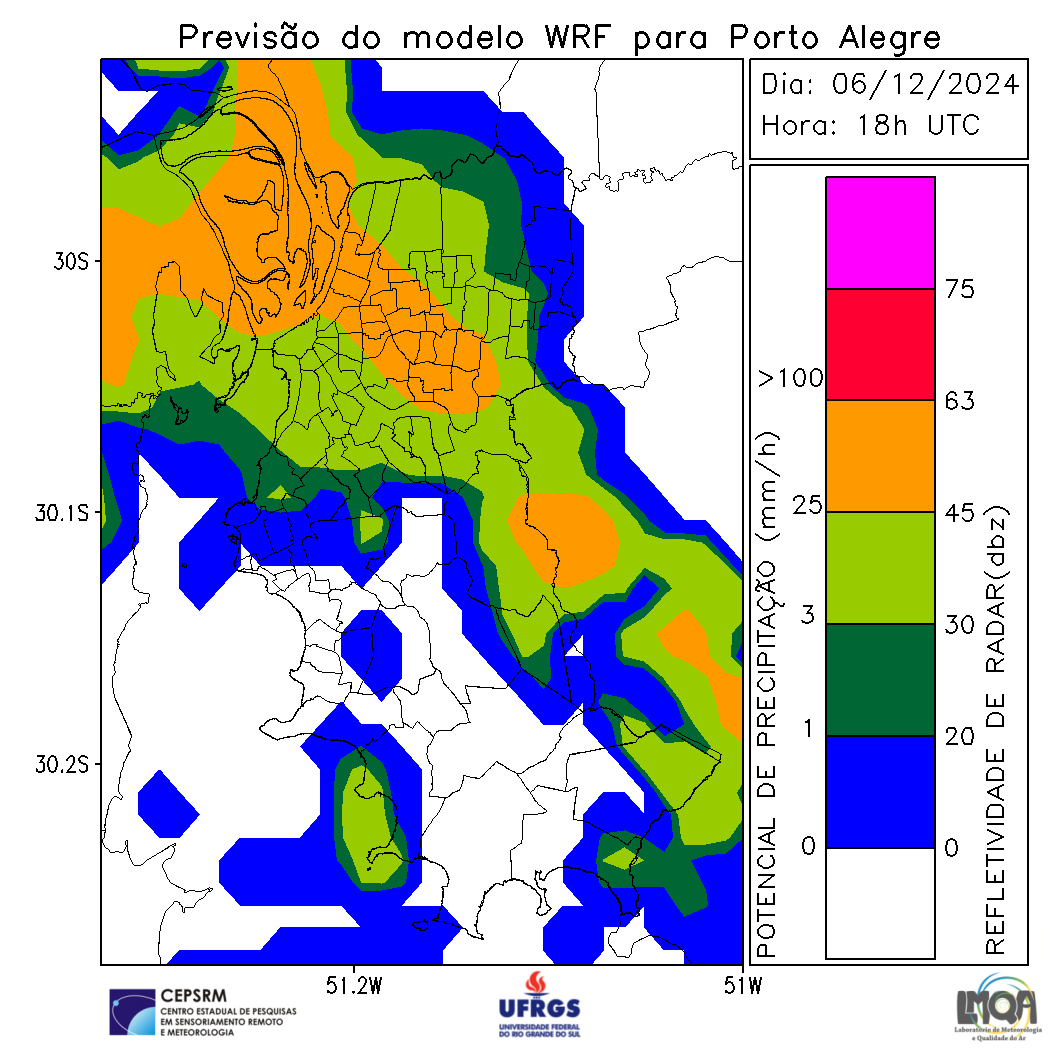 Previsão do modelo WRF para Porto Alegre
Dia: 06/12/2024
Hora: 18h UTC
30S
30.1S
30.2S
51.2W
51W
POTENCIAL DE PRECIPITAÇÃO (mm/h)
>100
25
3
1
0
75
63
45
30
20
0
REFLETIVIDADE DE RADAR(dbz)
CEPSRM
CENTRO ESTADUAL DE PESQUISAS
EM SENSORIAMENTO REMOTO
E METEOROLOGIA
UFRGS
UNIVERSIDADE FEDERAL
DO RIO GRANDE DO SUL
LMQA
Laboratório de Meteorologia
e Qualidade do Ar